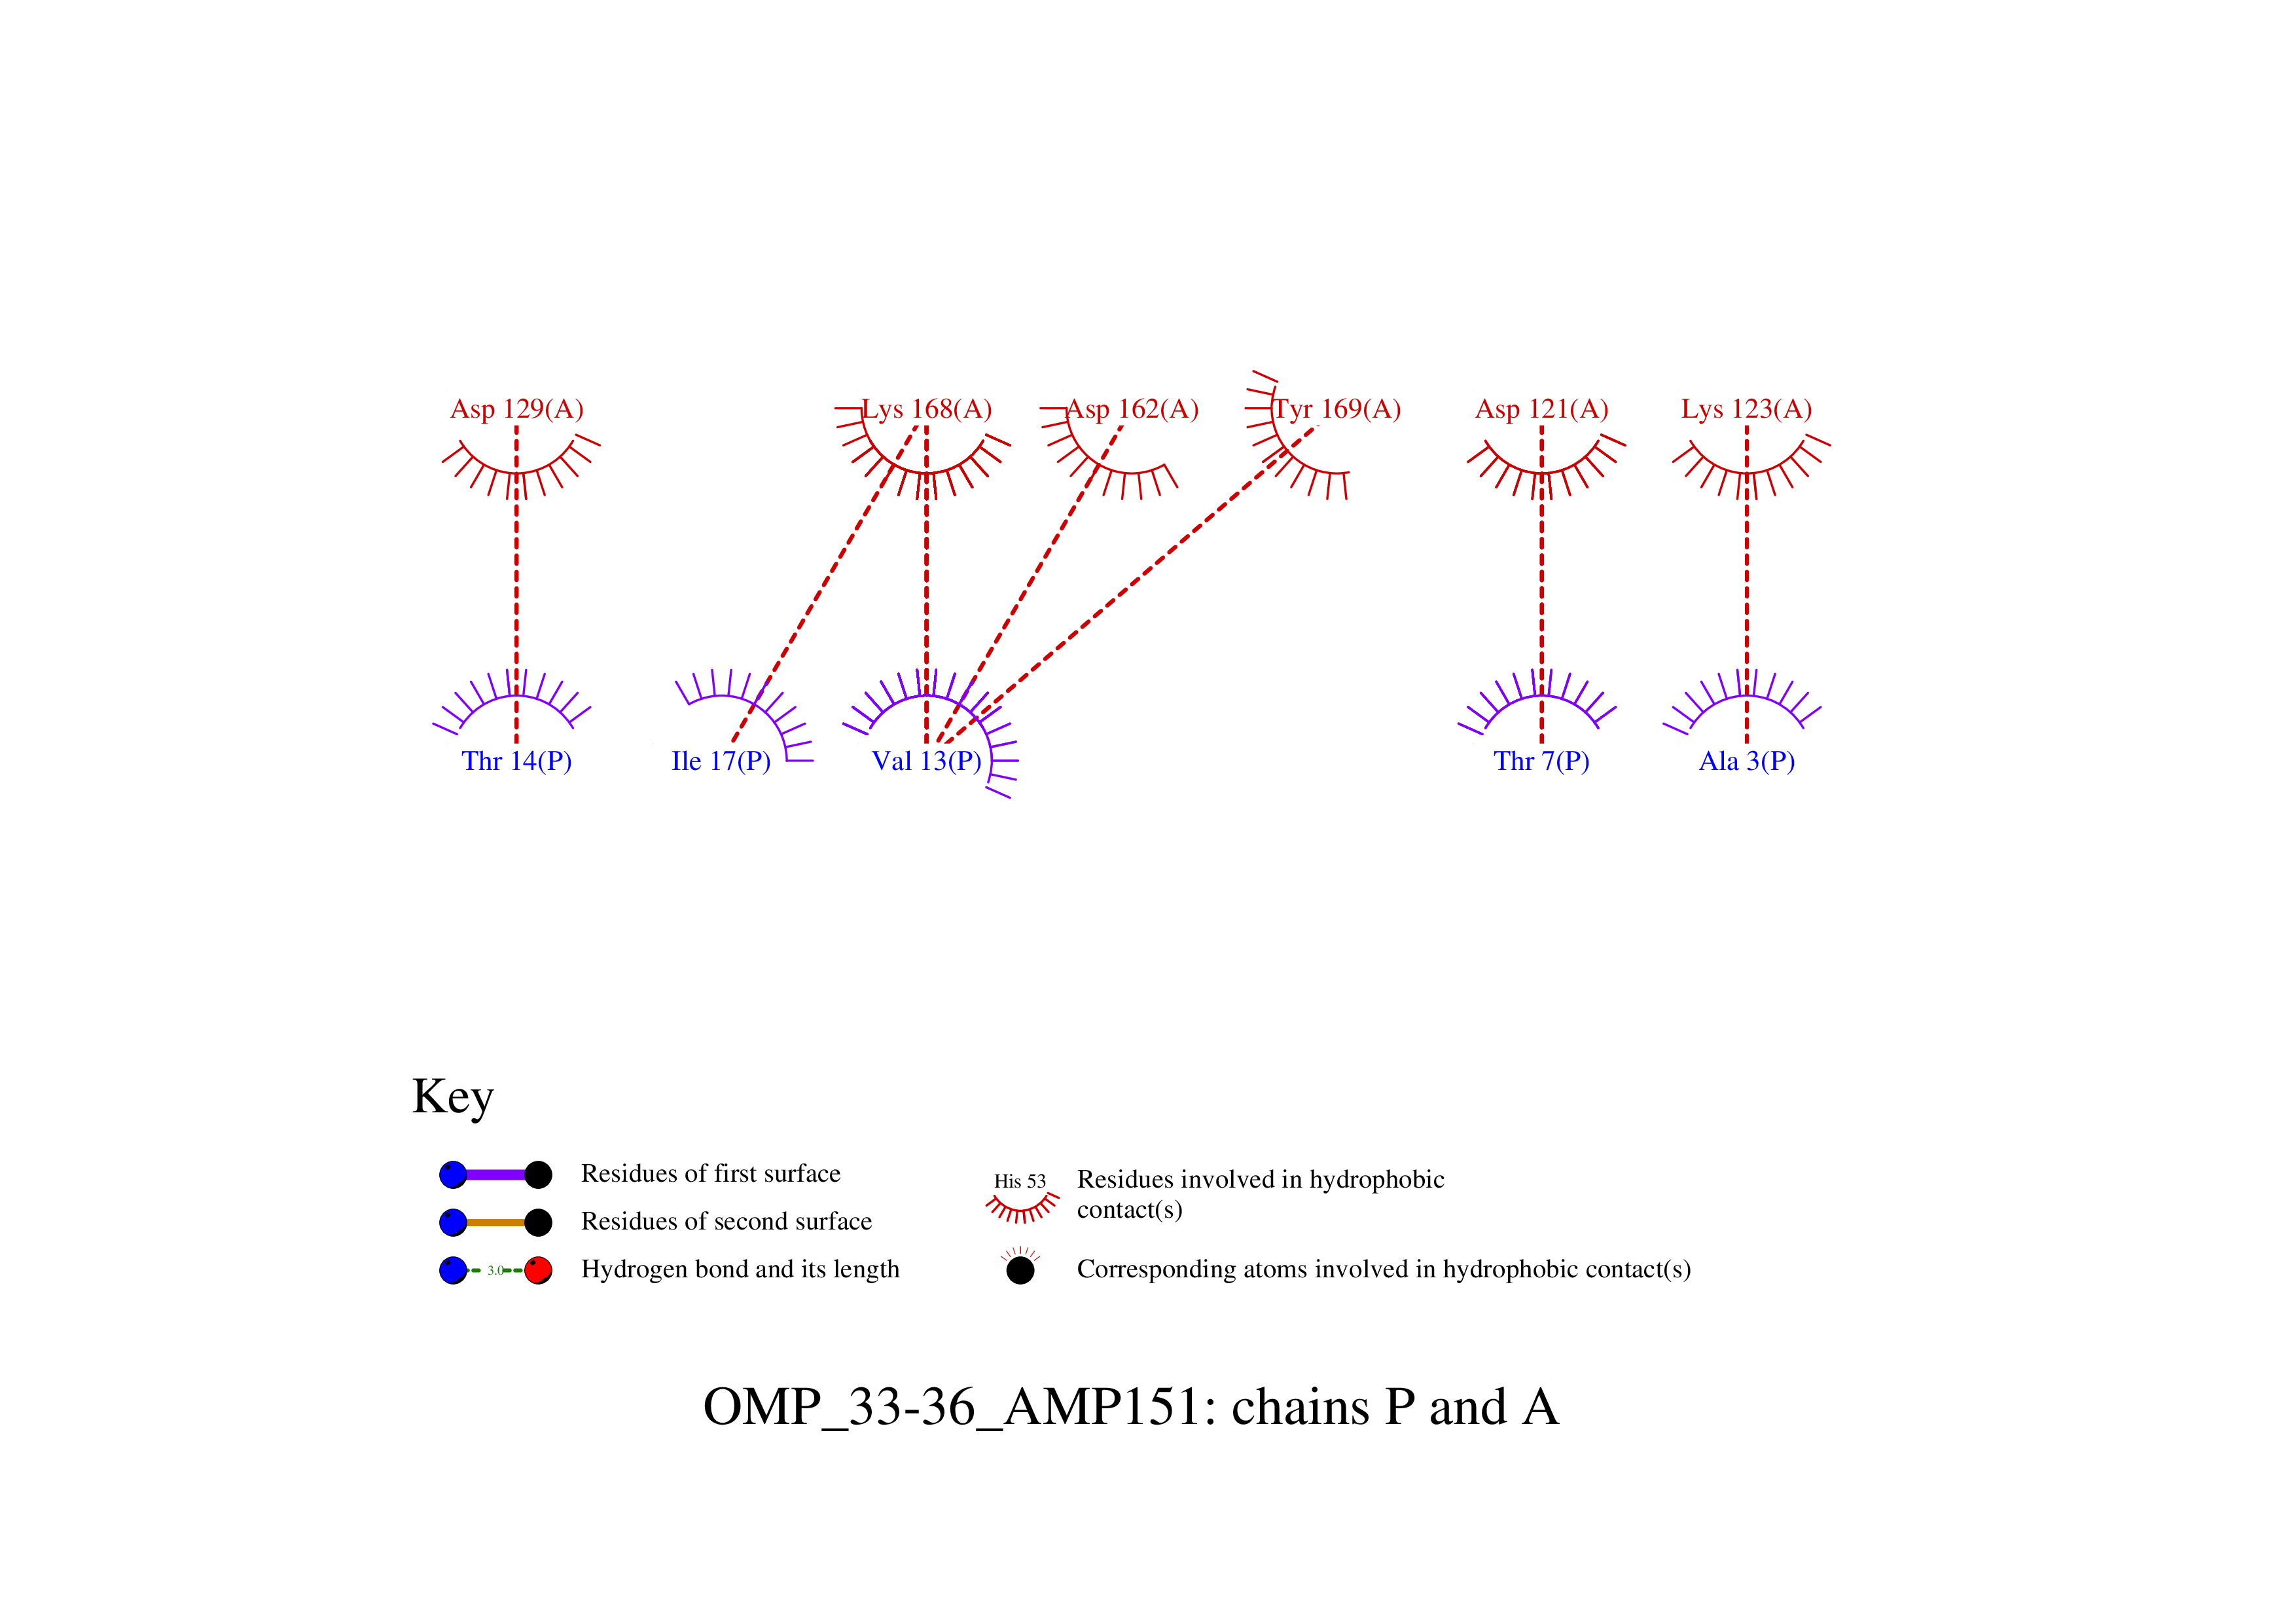 Asp 129(A) Lys 168(A) Asp 162(A) Tyr 169(A) Asp 121(A) Lys 123(A)
Thr 14(P) Ile 17(P) Val 13(P) Thr 7(P) Ala 3(P)
Key
Residues of first surface
Residues of second surface
3.0 Hydrogen bond and its length
His 53 Residues involved in hydrophobic
contact(s)
Corresponding atoms involved in hydrophobic contact(s)
OMP_33-36_AMP151: chains P and A